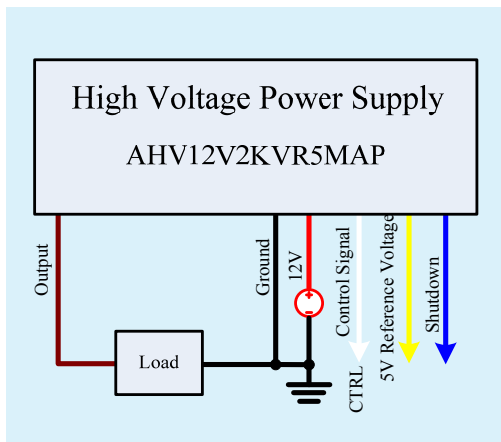 High Voltage Power Supply
AHV12V2KVR5MAP
Output
Ground
12V
Control Signal
5V Reference Voltage
Shutdown
Load
CTRL